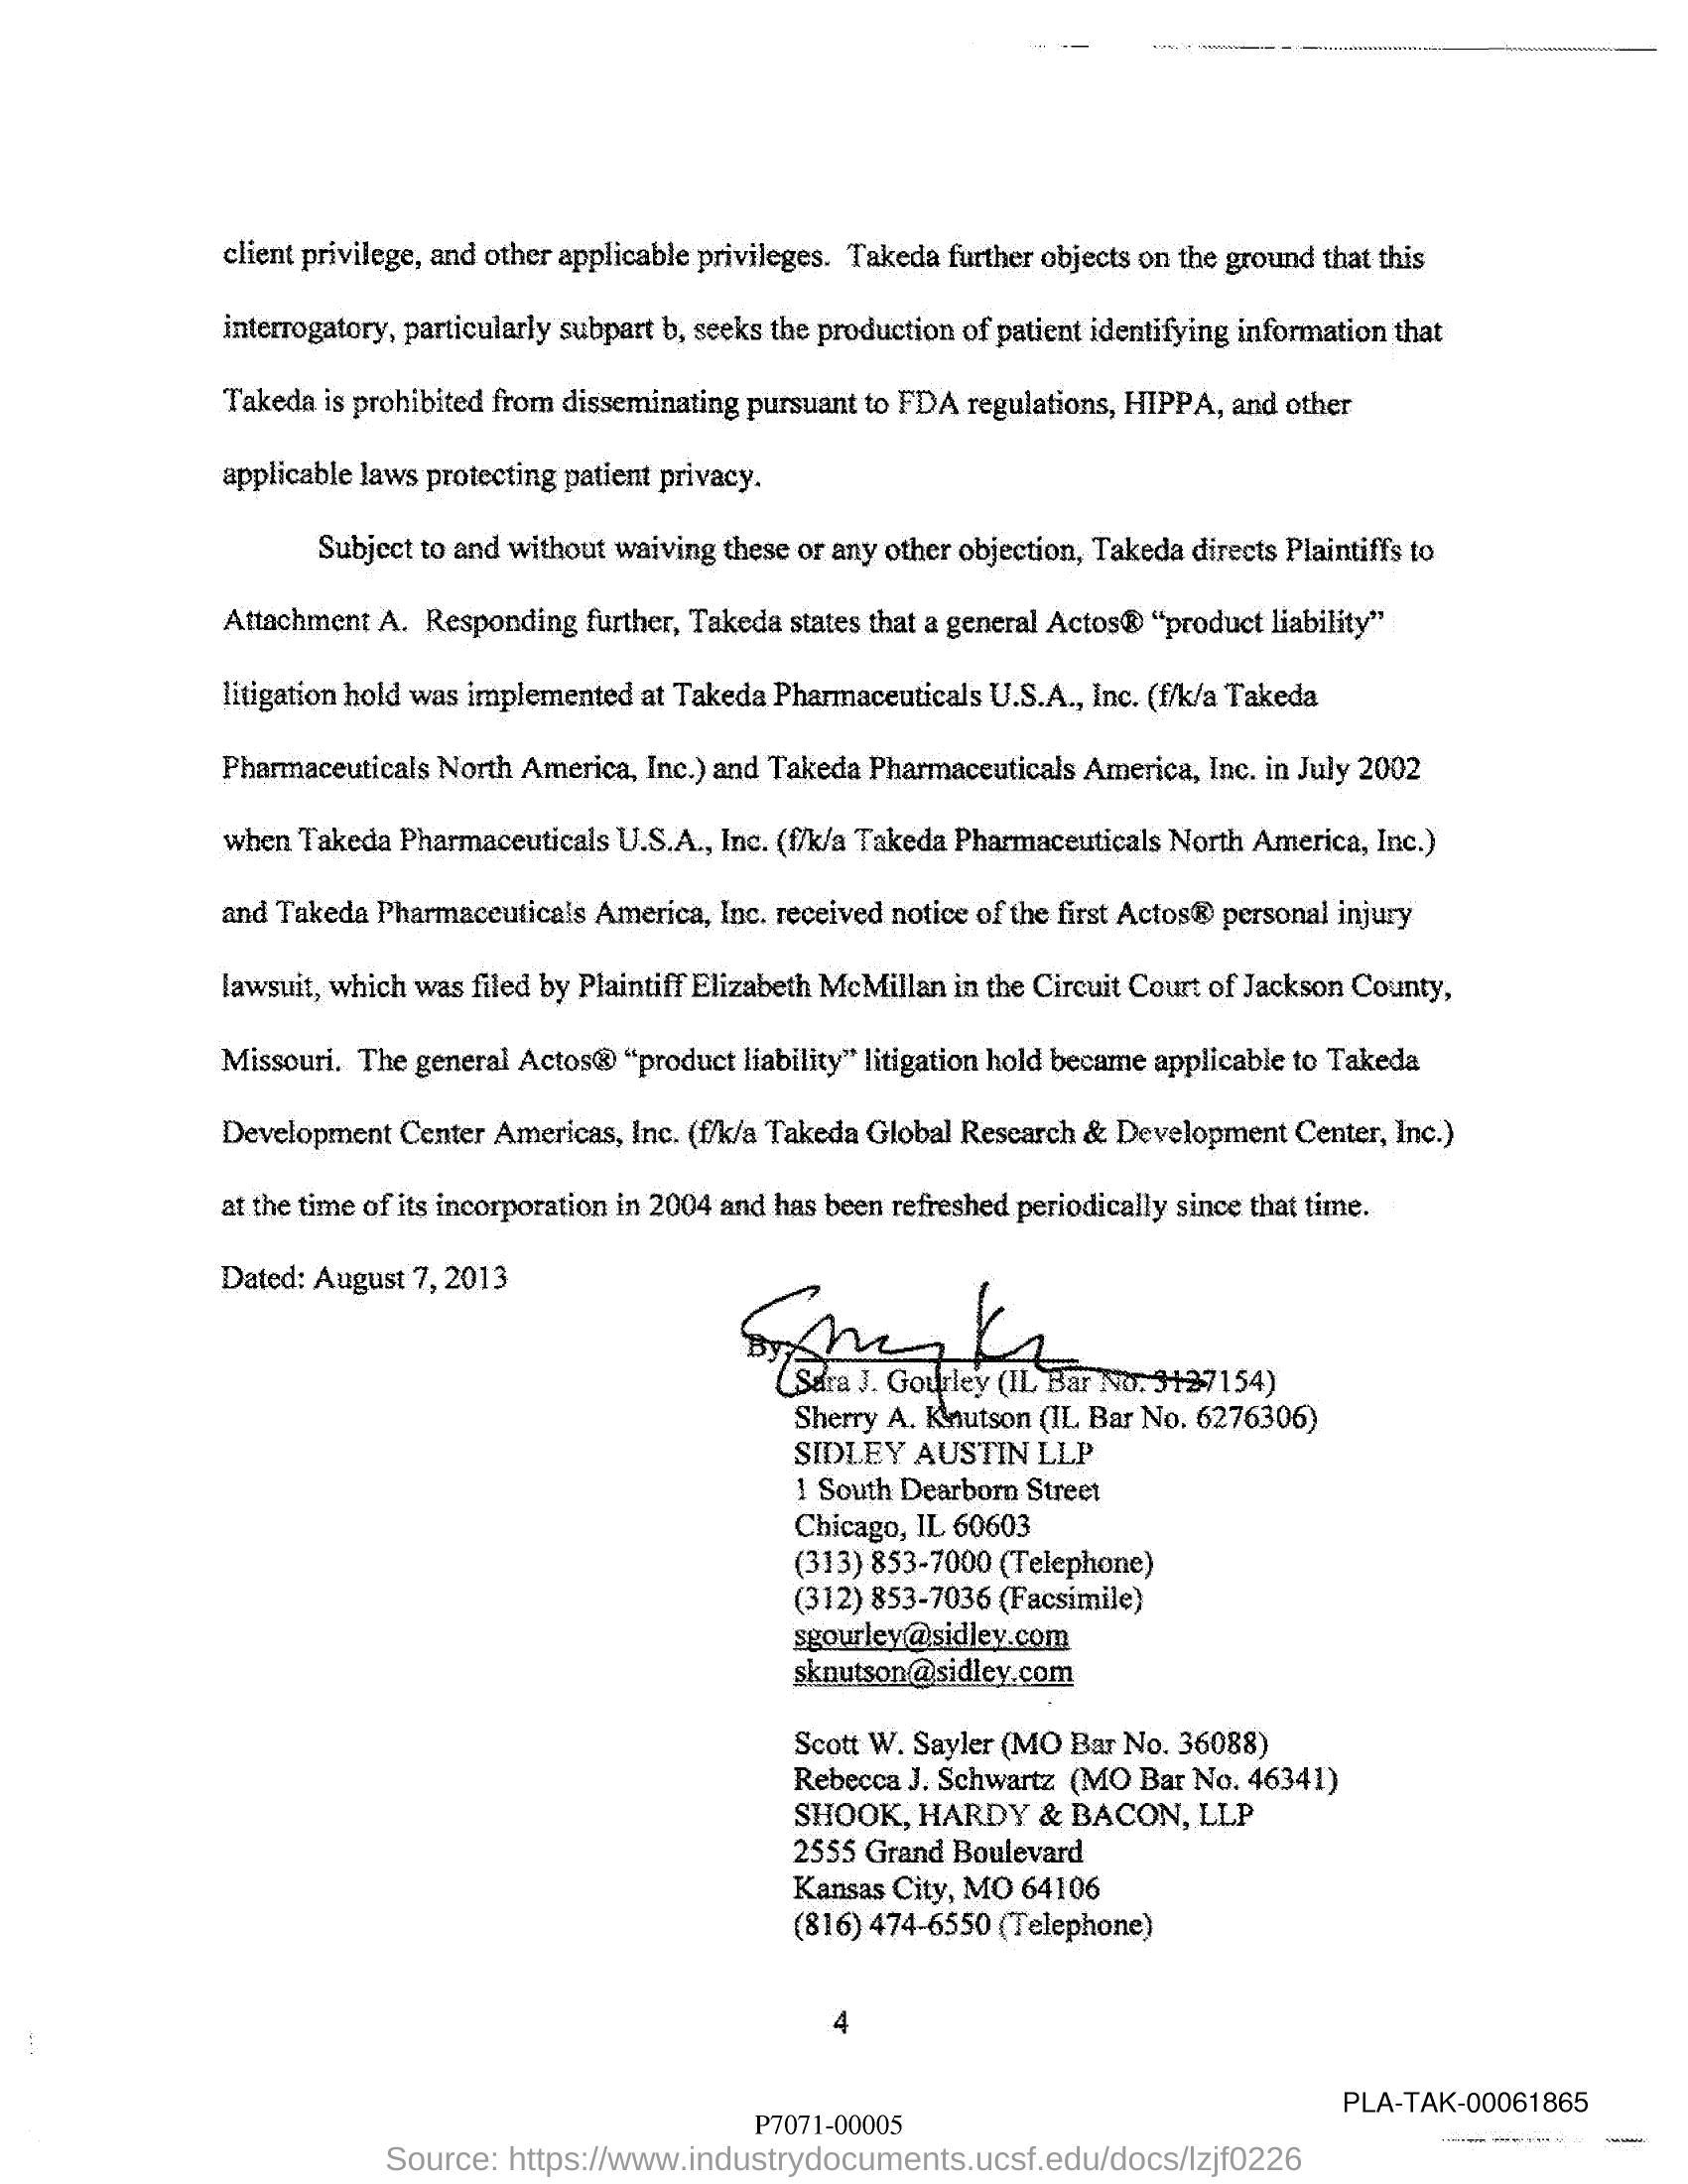 client privilege, and other applicable privileges. Takeda further objects on the ground that this
interrogatory, particularly subpart b, seeks the production of patient identifying information that
Takeda is prohibited from disseminating pursuant to FDA regulations, HIPPA, and other
applicable laws protecting patient privacy.
Subject to and without waiving these or any other objection, Takeda directs Plaintiffs to
Attachment A. Responding further, Takeda states that a general Actos® “product liability”
litigation hold was implemented at Takeda Pharmaceuticals U.S.A., Inc. (f/k/a Takeda
Pharmaceuticals North America, Inc.) and Takeda Pharmaceuticals America, Inc. in July 2002
when Takeda Pharmaceuticals U.S.A., Inc. (f/k/a Takeda Pharmaceuticals North America, Inc.)
and Takeda Pharmaceuticals America, Inc. received notice of the first Actos® personal injury
lawsuit, which was filed by Plaintiff Elizabeth McMillan in the Circuit Court of Jackson County,
Missouri. The general Actos® “product liability” litigation hold became applicable to Takeda
Development Center Americas, Inc. (f/k/a Takeda Global Research & Development Center, Inc.)
at the time of its incorporation in 2004 and has been refreshed periodically since that time.
Dated: August 7, 2013
By:
Sara J. Gourley (IL Bar No. 3127154)
Sherry A. Knutson (IL Bar No. 6276306)
SIDLEY AUSTIN LLP
1 South Dearborn Street
Chicago, IL 60603
(313) 853-7000 (Telephone)
(312) 853-7036 (Facsimile)
sgourley@sidley.com
sknutson@sidley.com
Scott W. Sayler (MO Bar No. 36088)
Rebecca J. Schwartz (MO Bar No. 46341)
SHOOK, HARDY & BACON, LLP
2555 Grand Boulevard
Kansas City, MO 64106
(816) 474-6550 (Telephone)
4
PLA-TAK-00061865
P7071-00005
Source: https://www.industrydocuments.ucsf.edu/docs/lzjf0226